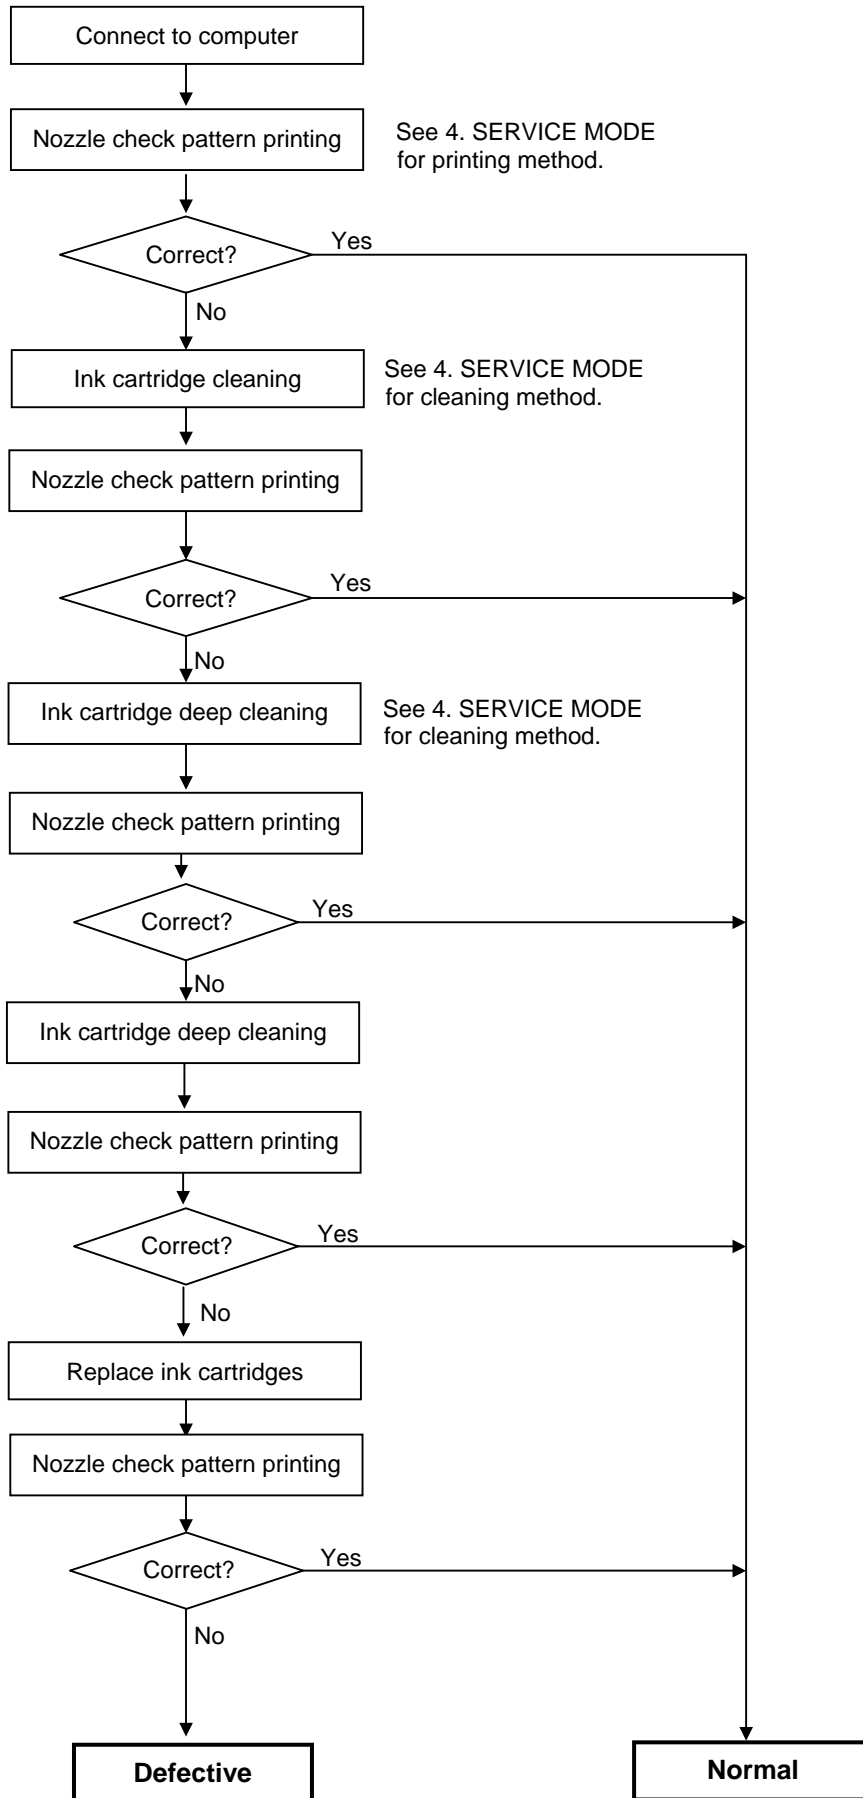 Connect to computer
Nozzle check pattern printing
See 4. SERVICE MODE
for printing method.
Correct?
Yes
No
Ink cartridge cleaning
See 4. SERVICE MODE
for cleaning method.
Nozzle check pattern printing
Correct?
Yes
No
Ink cartridge deep cleaning
See 4. SERVICE MODE
for cleaning method.
Nozzle check pattern printing
Correct?
Yes
No
Ink cartridge deep cleaning
Nozzle check pattern printing
Correct?
Yes
No
Replace ink cartridges
Nozzle check pattern printing
Correct?
Yes
No
Defective
Normal